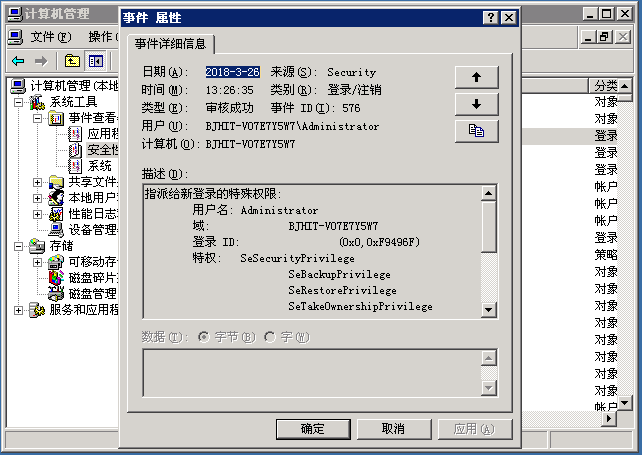 计算机管理
文件(F) 操作
计算机管理(本地
系统工具
事件查看
应用程
安全性
系统
共享文件
本地用户
性能日志
设备管理
存储
可移动存
磁盘碎片
磁盘管理
服务和应用程
事件 属性
事件详细信息
日期(A): 2018-3-26 来源(S): Security
时间(M): 13:26:35 类别(R): 登录/注销
类型(E): 审核成功 事件 ID(I): 576
用户(U): BJHIT-VO7E7Y5W7\Administrator
计算机(O): BJHIT-VO7E7Y5W7
描述(D):
指派给新登录的特殊权限:
用户名: Administrator
域: BJHIT-VO7E7Y5W7
登录 ID: (0x0,0xF9496F)
特权: SeSecurityPrivilege
SeBackupPrivilege
SeRestorePrivilege
SeTakeOwnershipPrivilege
数据(T): 字节(B) 字(W)
确定 取消 应用(A)
分类
对象
对象
登录
登录
登录
帐户
帐户
帐户
登录
策略
对象
对象
对象
对象
对象
对象
对象
对象
帐户